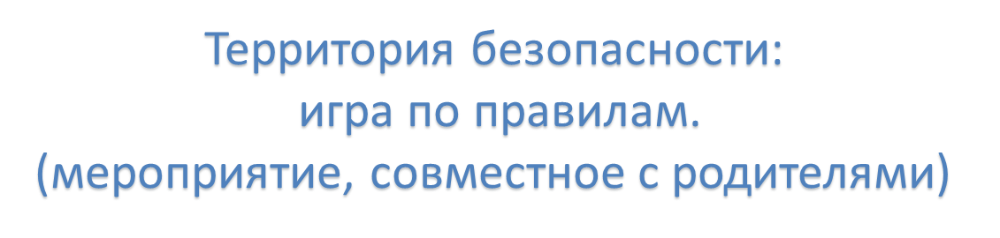 Территория безопасности:
игра по правилам.
(мероприятие, совместное с родителями)